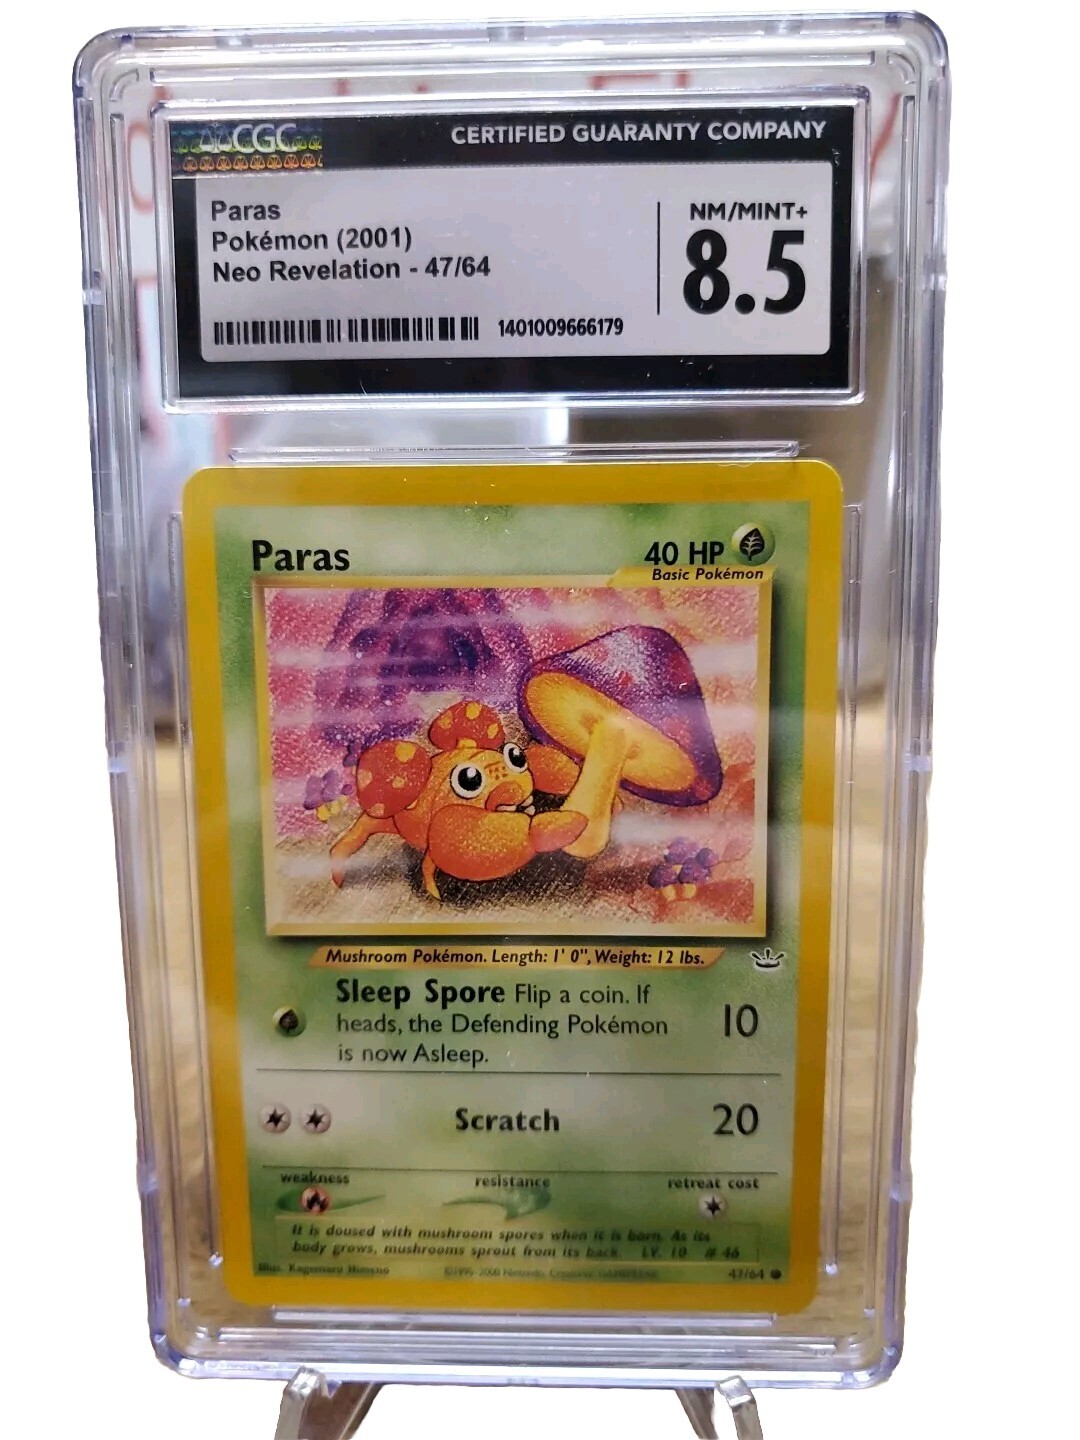 CGC
CERTIFIED GUARANTY COMPANY
Paras
Pokémon (2001)
Neo Revelation - 47/64
NM/MINT+
8.5
1401009666179
Paras
40 HP
Basic Pokémon
Mushroom Pokémon. Length: 1' 0", Weight: 12 lbs.
Sleep Spore Flip a coin. If
heads, the Defending Pokémon
is now Asleep.
10
Scratch
20
weakness
resistance
retreat cost
It is doused with mushroom spores when it is born. As its
body grows, mushrooms sprout from its back. LV. 10 # 46
Illus. Kagemaru Himeno
47/64